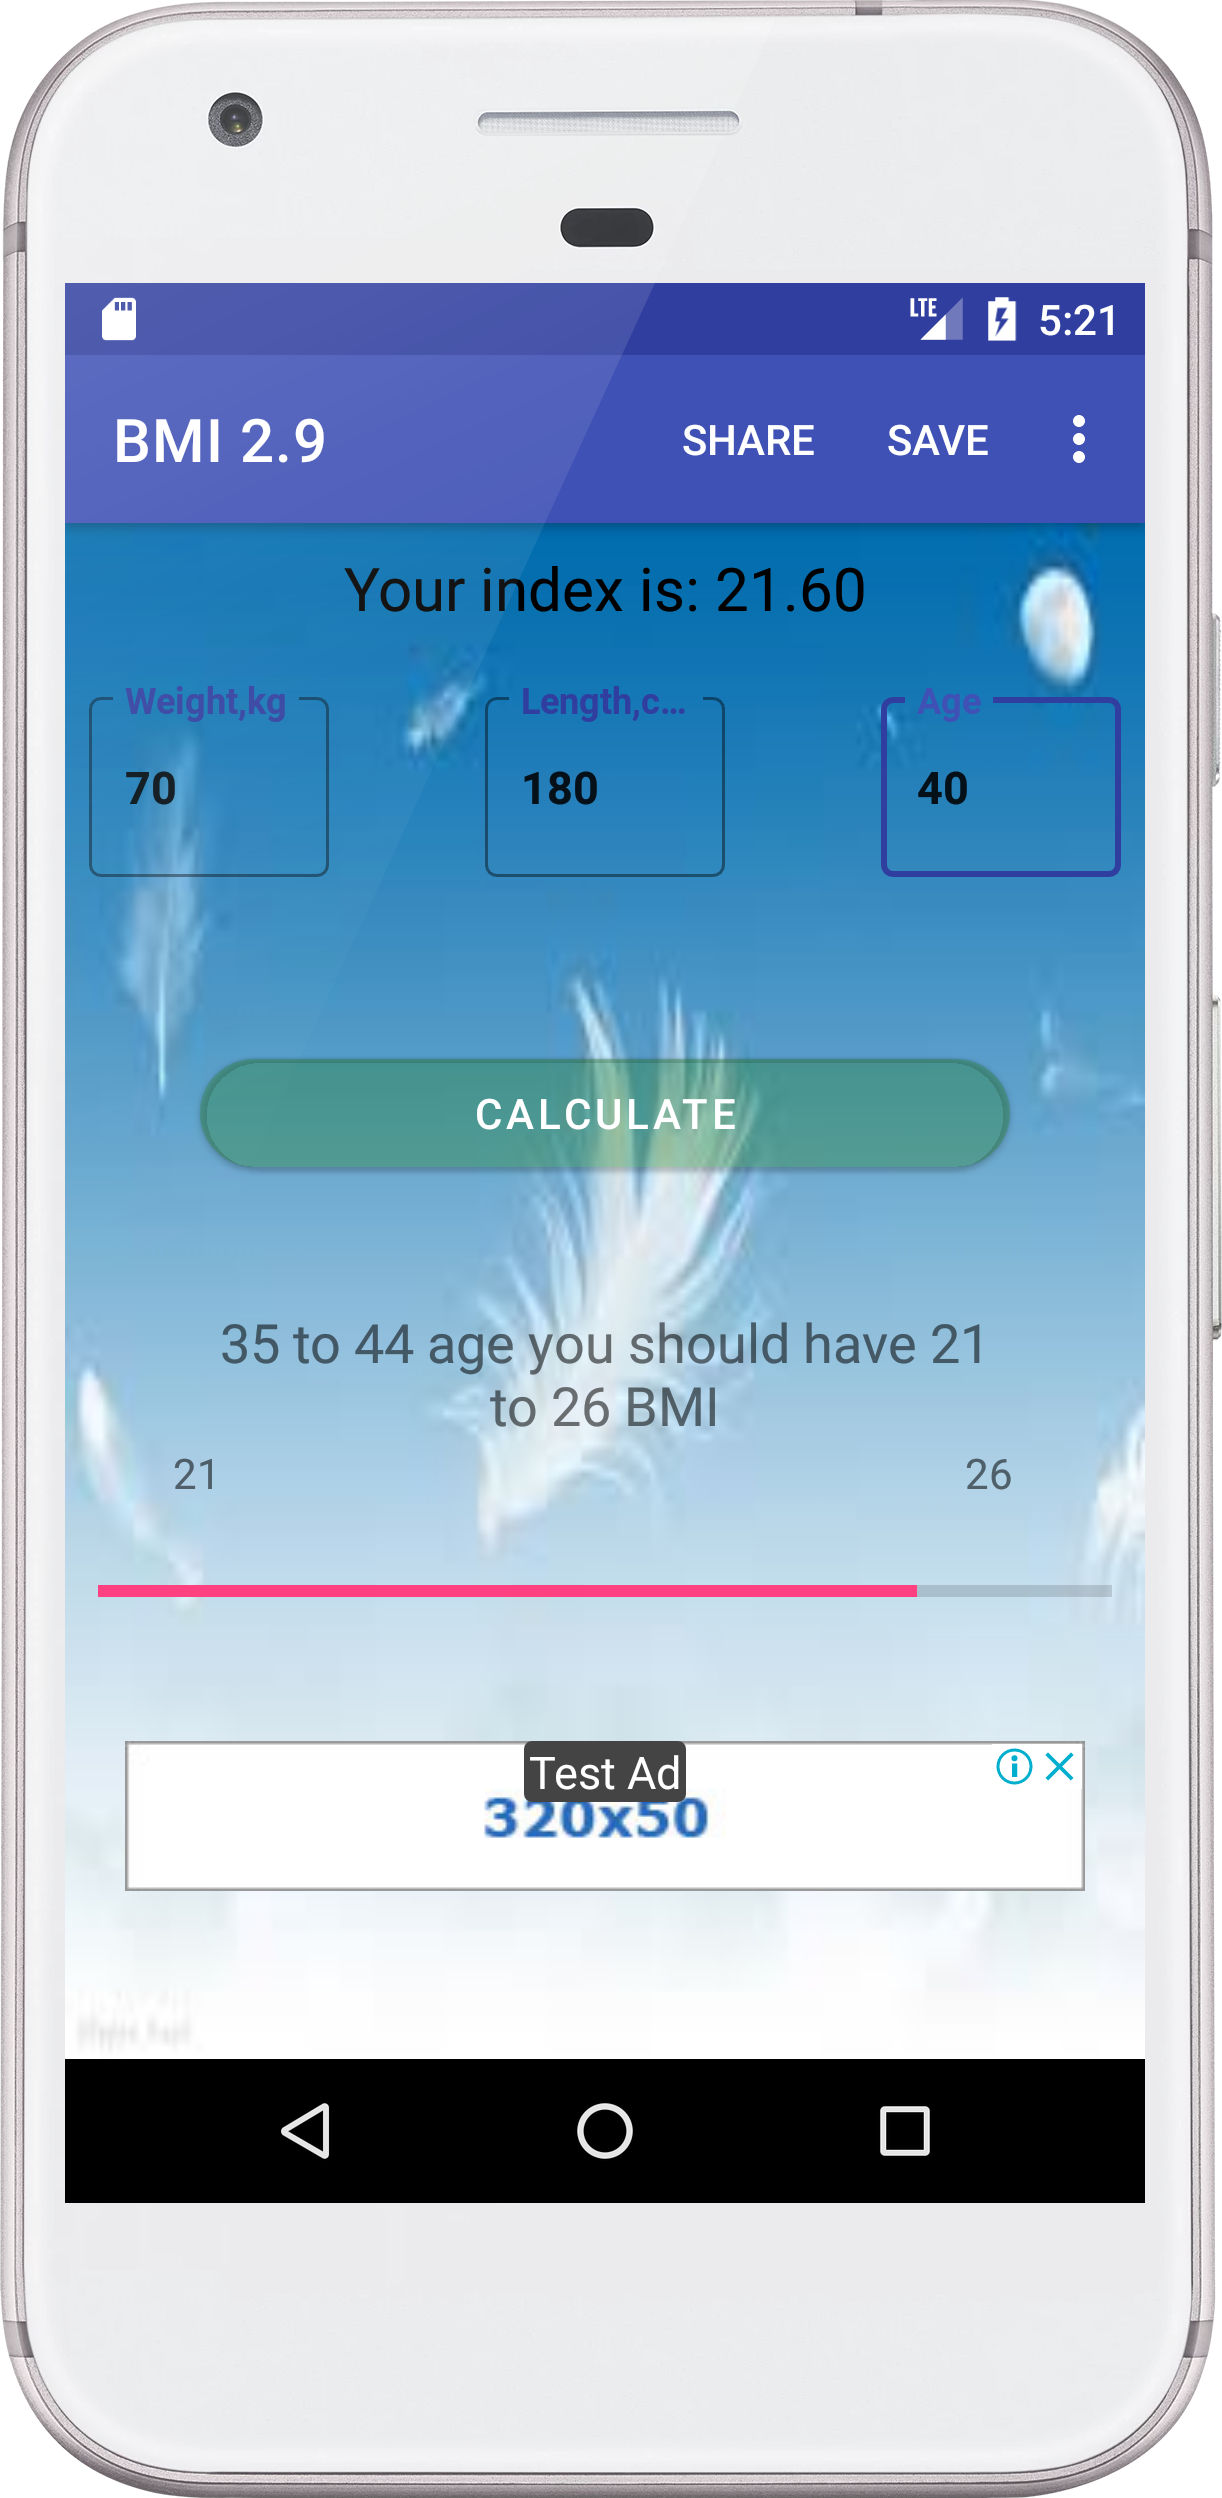 LTE 5:21
BMI 2.9 SHARE SAVE
Your index is: 21.60
Weight,kg Length,c... Age
70 180 40
CALCULATE
35 to 44 age you should have 21
to 26 BMI
21 26
Test Ad
320x50